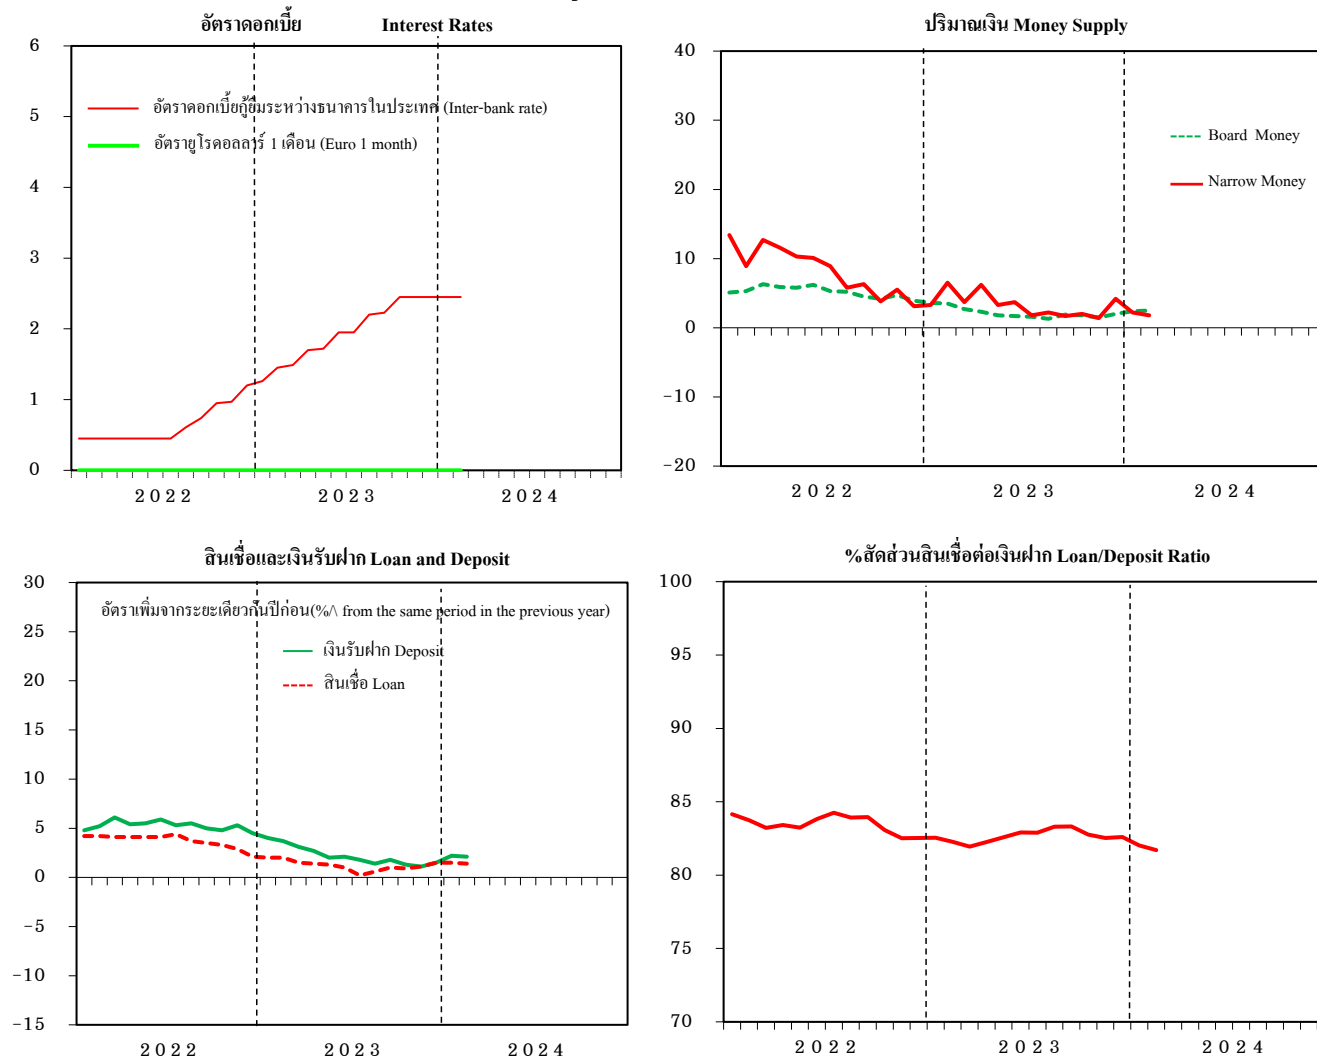 อัตราดอกเบี้ย Interest Rates
6
5
4
3
2
1
0
อัตราดอกเบี้ยกู้ยืมระหว่างธนาคารในประเทศ (Inter-bank rate)
อัตรายูโรดอลลาร์ 1 เดือน (Euro 1 month)
2022 2023 2024
ปริมาณเงิน Money Supply
40
30
20
10
0
-10
-20
Board Money
Narrow Money
2022 2023 2024
สินเชื่อและเงินรับฝาก Loan and Deposit
30
25
20
15
10
5
0
-5
-10
-15
อัตราเพิ่มจากระยะเดียวกันปีก่อน(%/\ from the same period in the previous year)
เงินรับฝาก Deposit
สินเชื่อ Loan
2022 2023 2024
%สัดส่วนสินเชื่อต่อเงินฝาก Loan/Deposit Ratio
100
95
90
85
80
75
70
2022 2023 2024